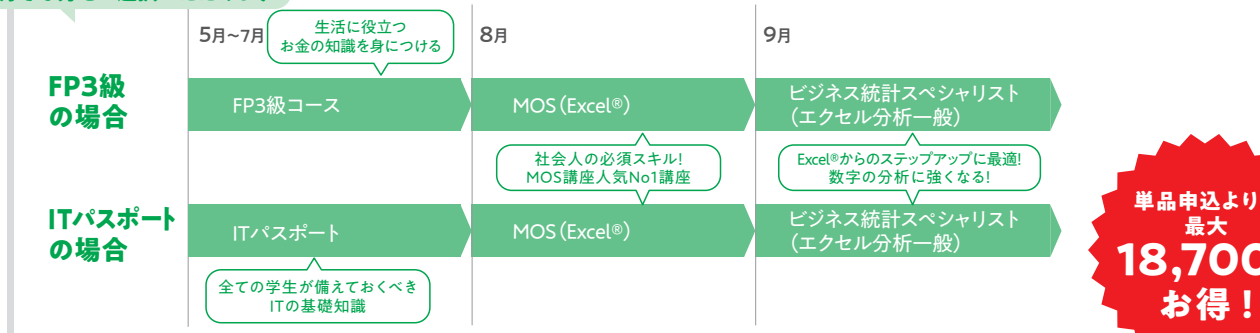 5月~7月
生活に役立つ
お金の知識を身につける
8月
9月
FP3級
の場合
FP3級コース
MOS(Excel®)
ビジネス統計スペシャリスト
(エクセル分析一般)
社会人の必須スキル!
MOS講座人気No1講座
Excel®からのステップアップに最適!
数字の分析に強くなる!
ITパスポート
の場合
ITパスポート
MOS(Excel®)
ビジネス統計スペシャリスト
(エクセル分析一般)
全ての学生が備えておくべき
ITの基礎知識
単品申込より
最大
18,700
お得!